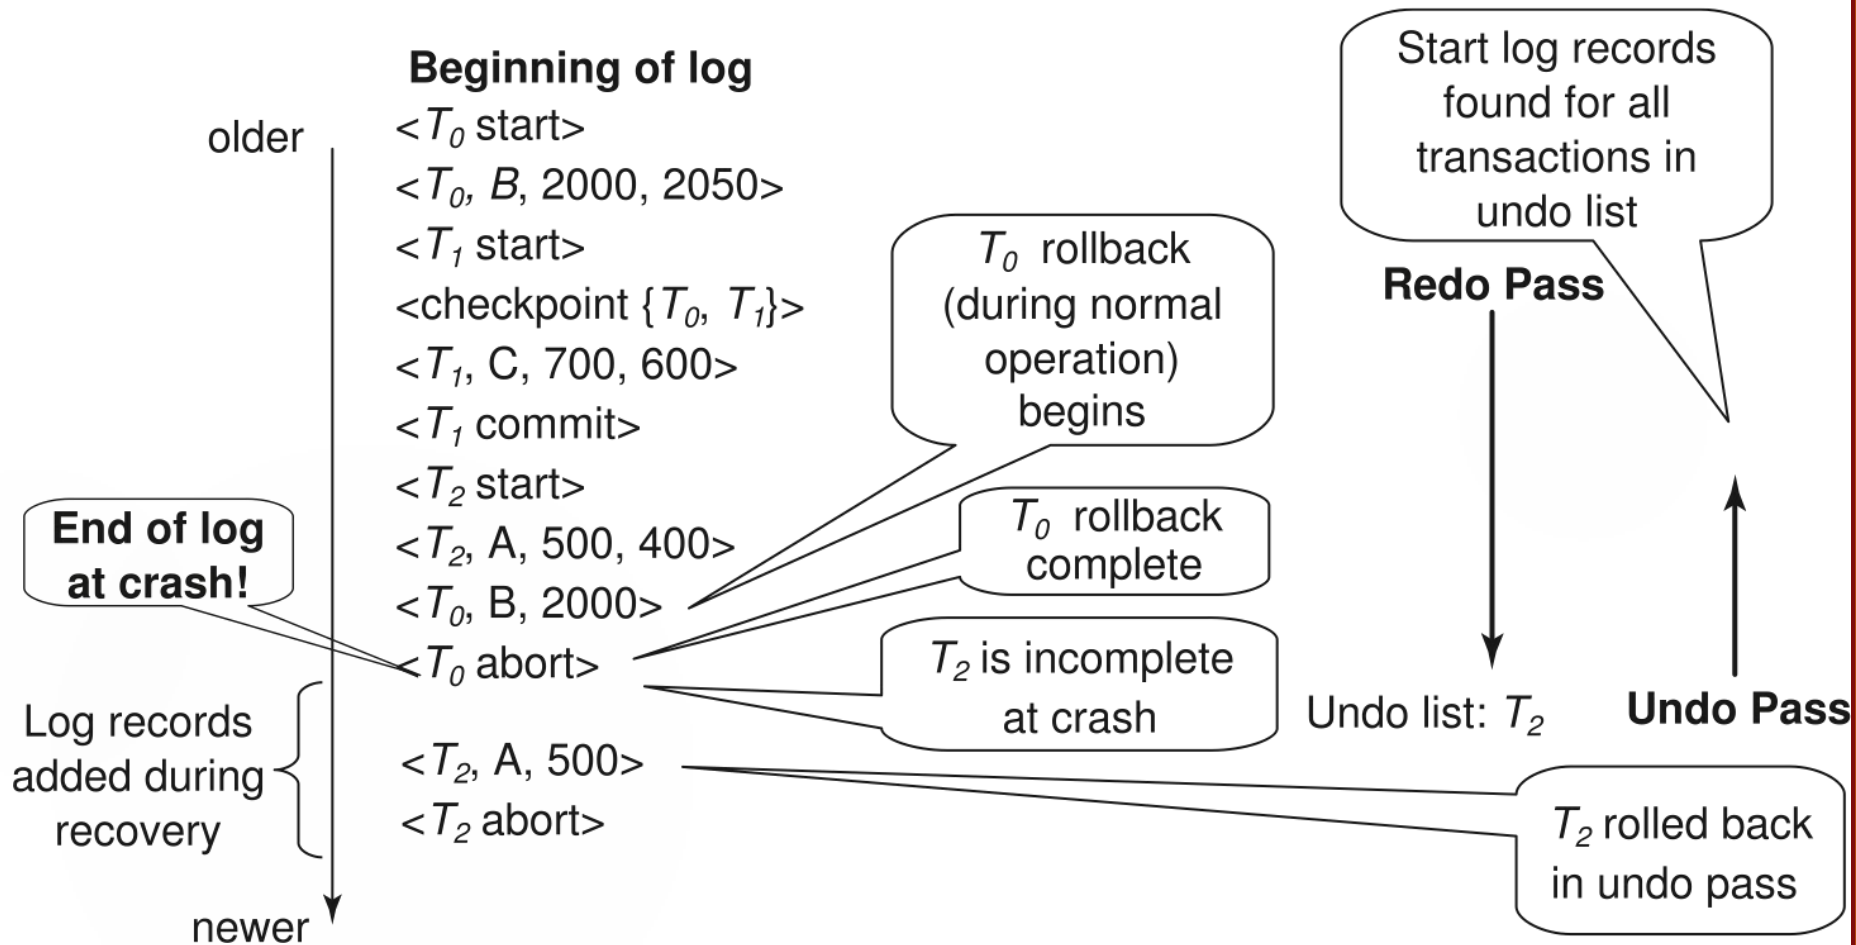 Beginning of log
older
<T0 start>
<T0, B, 2000, 2050>
<T1 start>
<checkpoint {T0, T1}>
<T1, C, 700, 600>
<T1 commit>
<T2 start>
<T2, A, 500, 400>
<T0, B, 2000>
<T0 abort>
<T2, A, 500>
<T2 abort>
newer
End of log
at crash!
Log records
added during
recovery
T0 rollback
(during normal
operation)
begins
T0 rollback
complete
T2 is incomplete
at crash
Start log records
found for all
transactions in
undo list
Redo Pass
Undo list: T2
Undo Pass
T2 rolled back
in undo pass